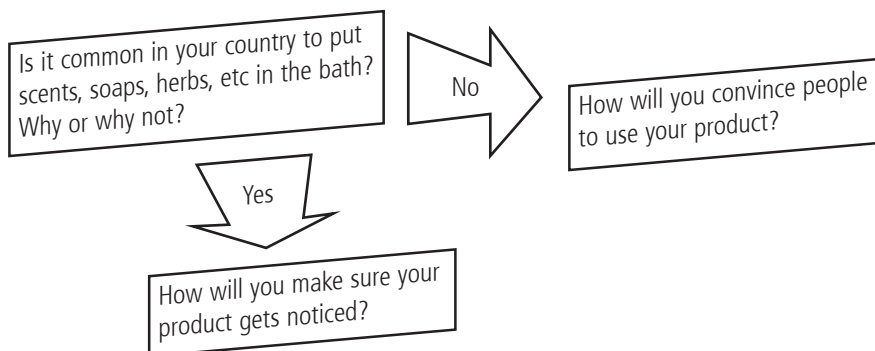 Is it common in your country to put
scents, soaps, herbs, etc in the bath?
Why or why not?
No
How will you convince people
to use your product?
Yes
How will you make sure your
product gets noticed?